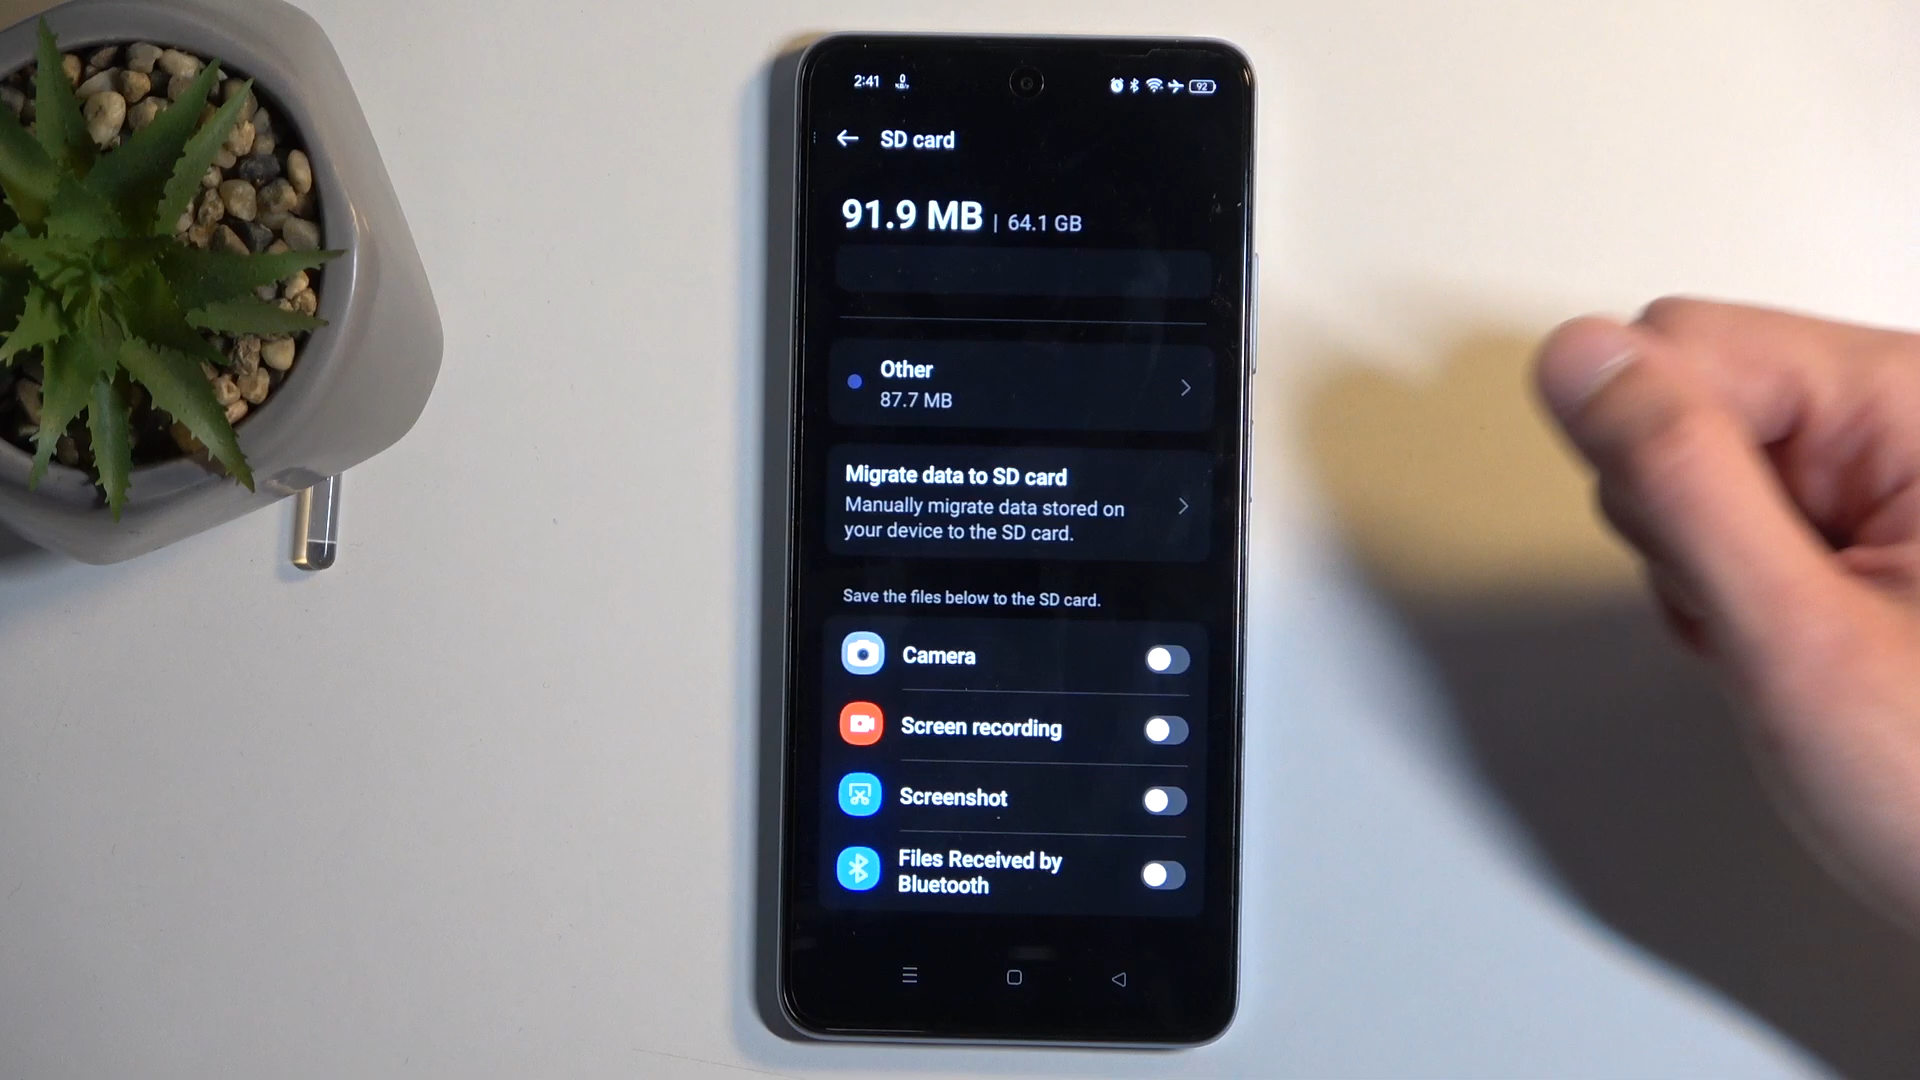 2:41
92
SD card
91.9 MB | 64.1 GB
Other
87.7 MB
Migrate data to SD card
Manually migrate data stored on
your device to the SD card.
Save the files below to the SD card.
Camera
Screen recording
Screenshot
Files Received by
Bluetooth